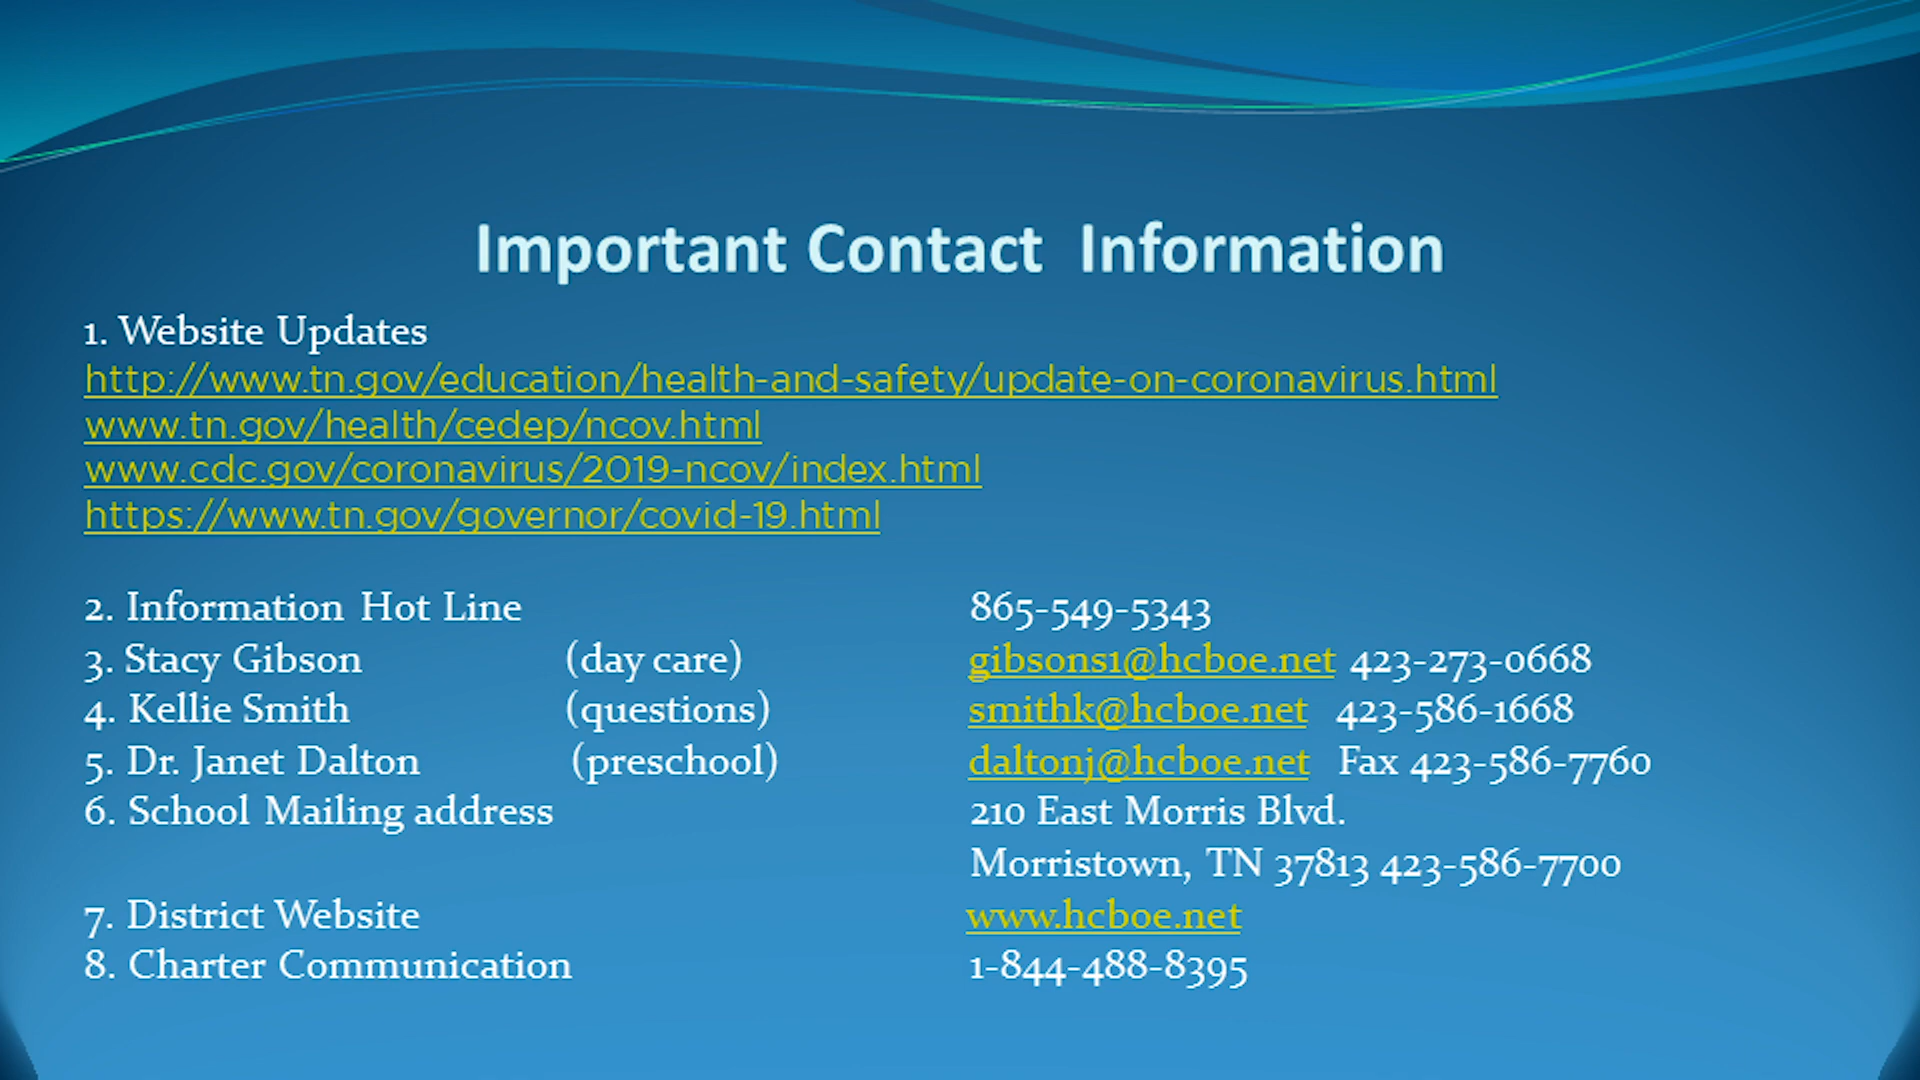 Important Contact Information
1. Website Updates
http://www.tn.gov/education/health-and-safety/update-on-coronavirus.html
www.tn.gov/health/cedep/ncov.html
www.cdc.gov/coronavirus/2019-ncov/index.html
https://www.tn.gov/governor/covid-19.html
2. Information Hot Line 865-549-5343
3. Stacy Gibson (day care) gibsons1@hcboe.net 423-273-0668
4. Kellie Smith (questions) smithk@hcboe.net 423-586-1668
5. Dr. Janet Dalton (preschool) daltonj@hcboe.net Fax 423-586-7760
6. School Mailing address 210 East Morris Blvd.
Morristown, TN 37813 423-586-7700
7. District Website www.hcboe.net
8. Charter Communication 1-844-488-8395